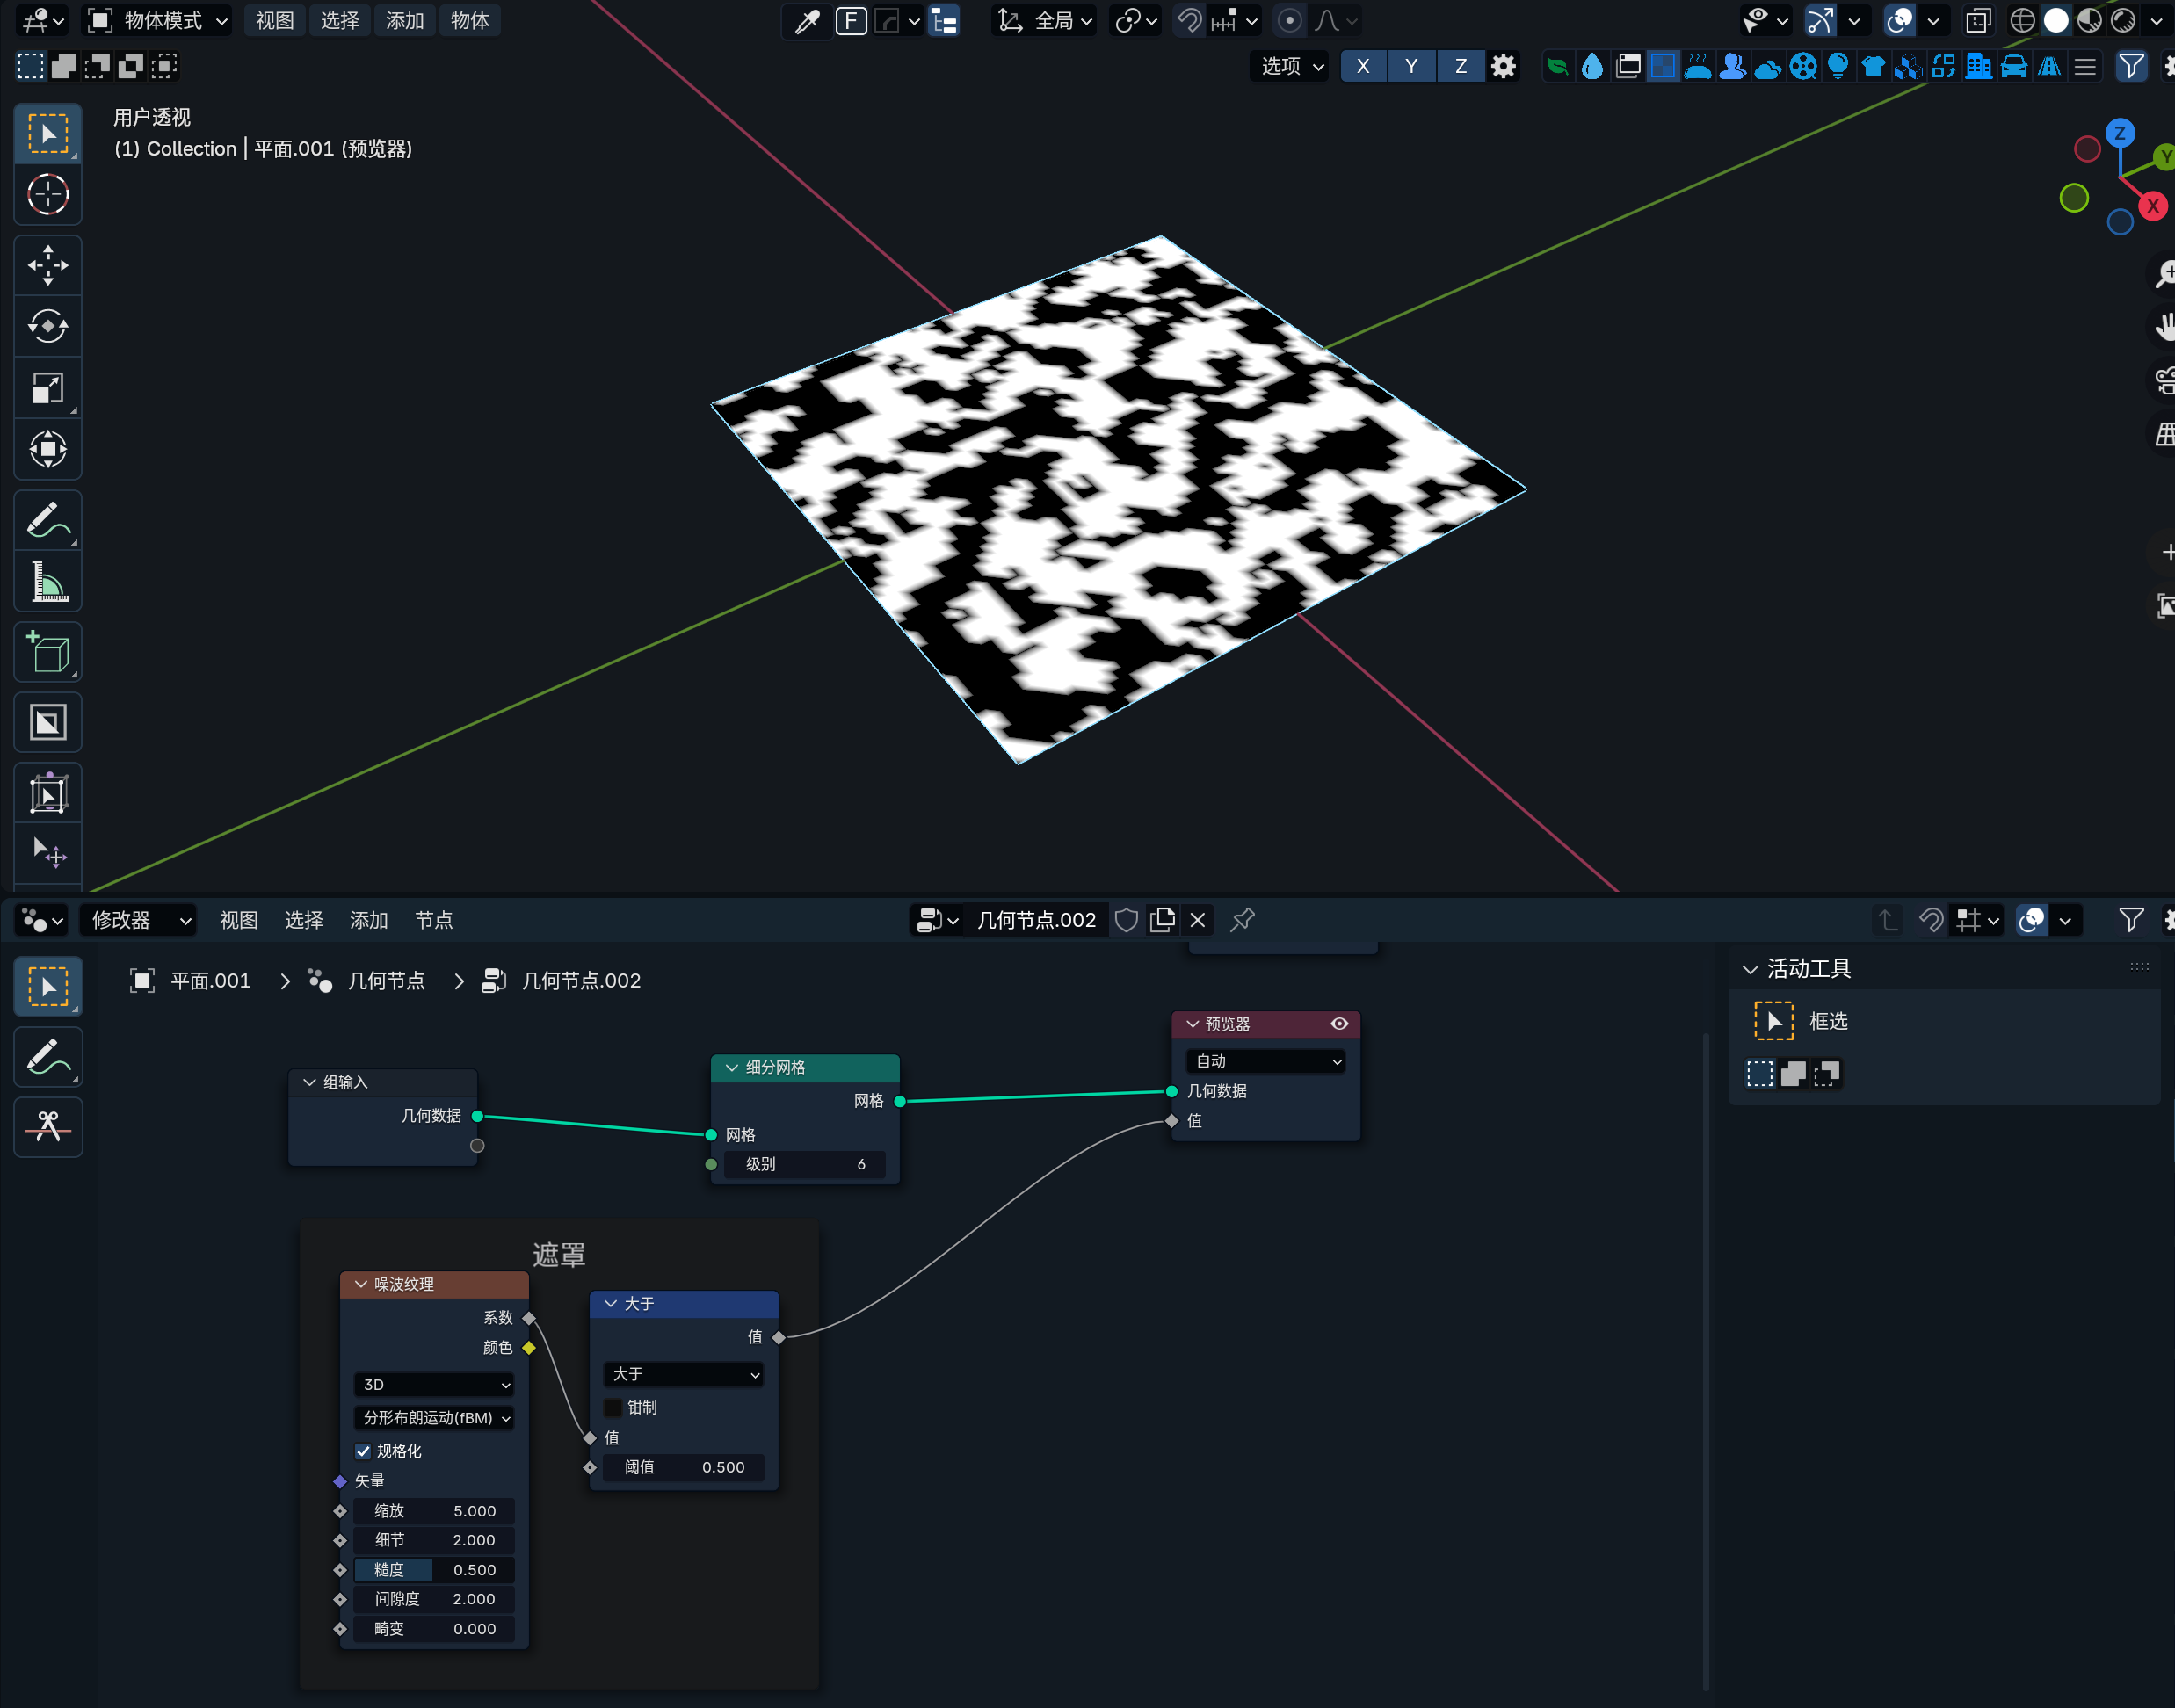 物体模式 视图 选择 添加 物体 F 全局
选项 X Y Z
用户透视
(1) Collection | 平面.001 (预览器)
Z
Y
X
修改器 视图 选择 添加 节点 几何节点.002
平面.001 > 几何节点 > 几何节点.002
活动工具
框选
组输入
几何数据
细分网格
网格
网格
级别 6
预览器
自动
几何数据
值
遮罩
噪波纹理
系数
颜色
3D
分形布朗运动(fBM)
规格化
矢量
缩放 5.000
细节 2.000
糙度 0.500
间隙度 2.000
畸变 0.000
大于
值
大于
钳制
值
阈值 0.500